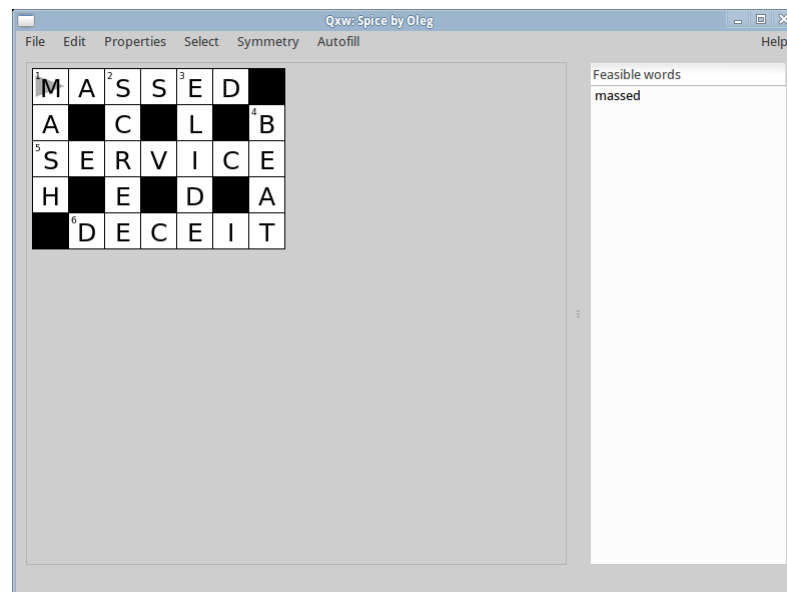 Qxw: Spice by Oleg
File Edit Properties Select Symmetry Autofill Help
Feasible words
massed
1 M A 2 S S 3 E D
A C L 4 B
5 S E R V I C E
H E D A
6 D E C E I T